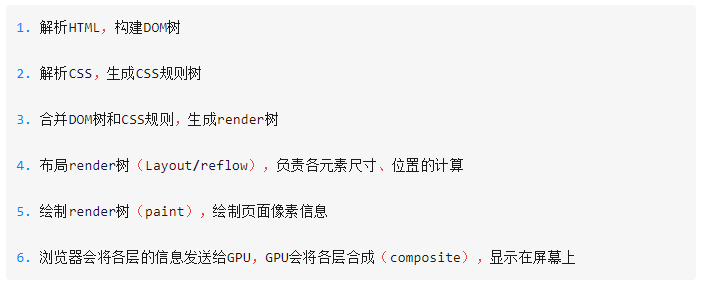 1. 解析HTML，构建DOM树
2. 解析CSS，生成CSS规则树
3. 合并DOM树和CSS规则，生成render树
4. 布局render树（Layout/reflow），负责各元素尺寸、位置的计算
5. 绘制render树（paint），绘制页面像素信息
6. 浏览器会将各层的信息发送给GPU，GPU会将各层合成（composite），显示在屏幕上